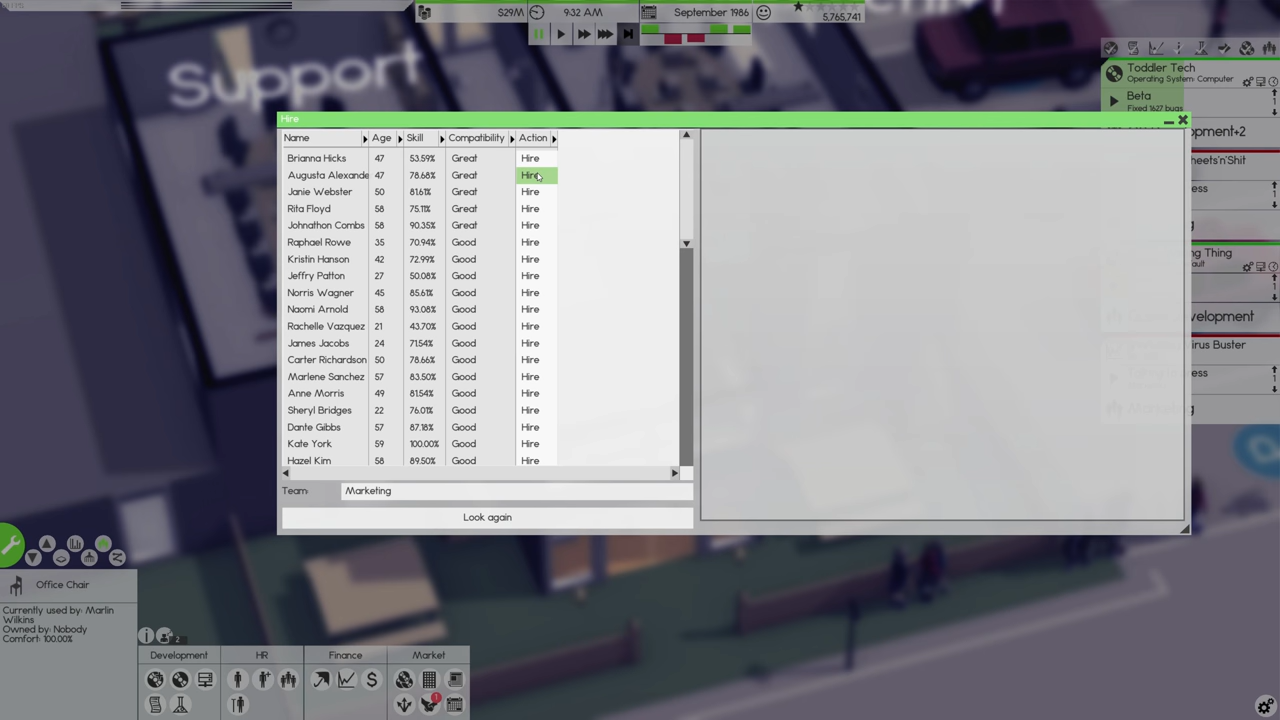 $29M
9:32 AM
September 1986
5,765,741
Support
Toddler Tech
Operating System: Computer
Beta
Fixed 1627 bugs
opment+2
heets'n'Shit
ess
g
ng Thing
ault
velopment
irus Buster
ress
Marketing
Hire
Name Age Skill Compatibility Action
Brianna Hicks 47 53.59% Great Hire
Augusta Alexande 47 78.68% Great Hire
Janie Webster 50 81.61% Great Hire
Rita Floyd 58 75.11% Great Hire
Johnathon Combs 58 90.35% Great Hire
Raphael Rowe 35 70.94% Good Hire
Kristin Hanson 42 72.99% Good Hire
Jeffry Patton 27 50.08% Good Hire
Norris Wagner 45 85.61% Good Hire
Naomi Arnold 58 93.08% Good Hire
Rachelle Vazquez 21 43.70% Good Hire
James Jacobs 24 71.54% Good Hire
Carter Richardson 50 78.66% Good Hire
Marlene Sanchez 57 83.50% Good Hire
Anne Morris 49 81.54% Good Hire
Sheryl Bridges 22 76.01% Good Hire
Dante Gibbs 57 87.18% Good Hire
Kate York 59 100.00% Good Hire
Hazel Kim 58 89.50% Good Hire
Team: Marketing
Look again
Office Chair
Currently used by: Marlin
Wilkins
Owned by: Nobody
Comfort: 100.00%
Development HR Finance Market
1